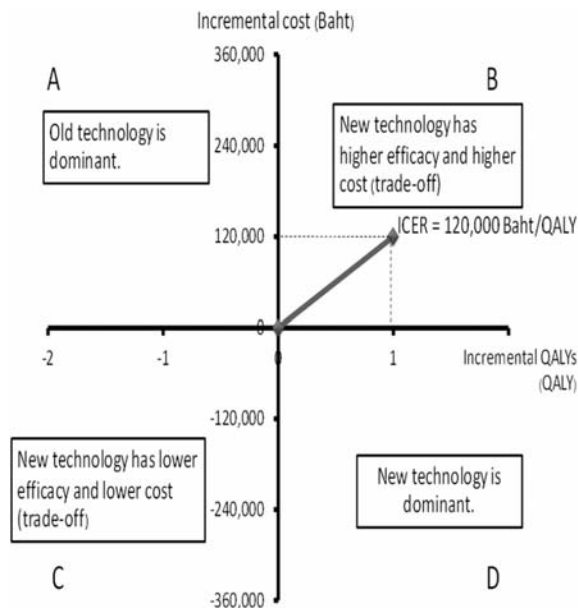 Incremental cost (Baht)
360,000
A
B
Old technology is
dominant.
240,000
New technology has
higher efficacy and higher
cost (trade-off)
120,000
ICER = 120,000 Baht/QALY
0
-2
-1
0
1
Incremental QALYs
(QALY)
-120,000
New technology has lower
efficacy and lower cost
(trade-off)
-240,000
New technology is
dominant.
C
D
-360,000